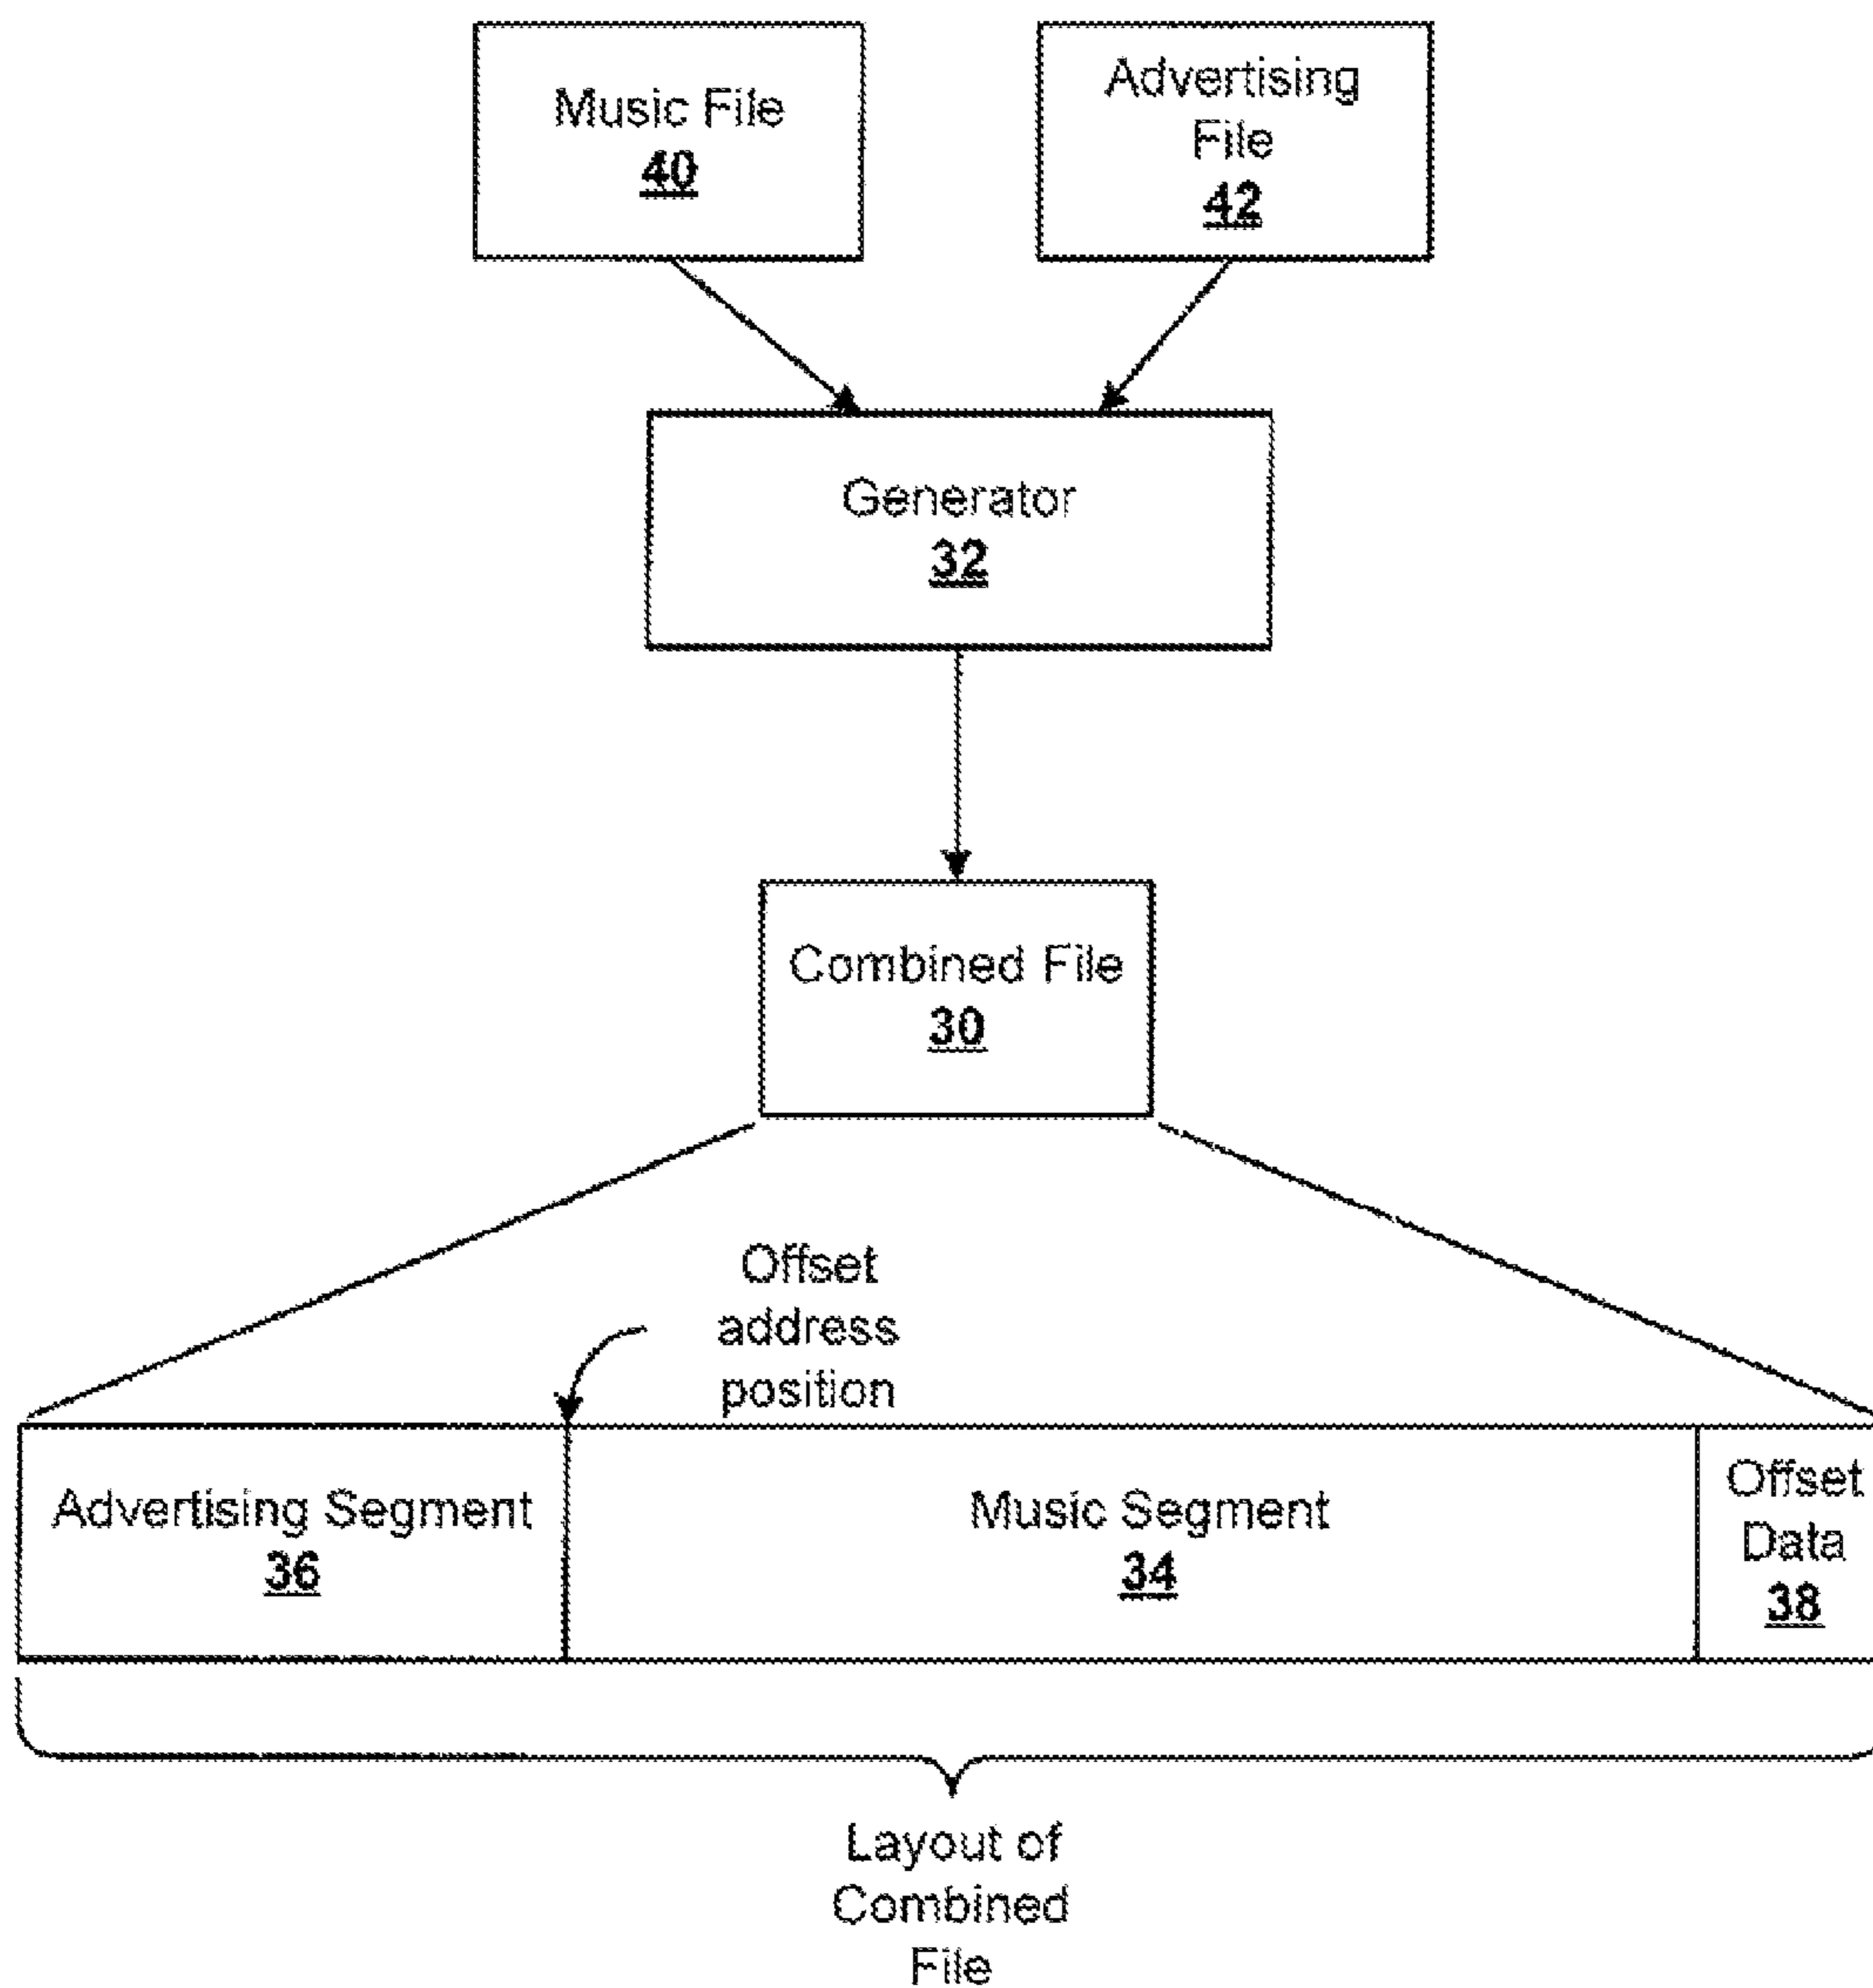 Music File
40
Advertising
File
42
Generator
32
Combined File
30
Offset
address
position
Advertising Segment
36
Music Segment
34
Offset
Data
38
Layout of
Combined
File